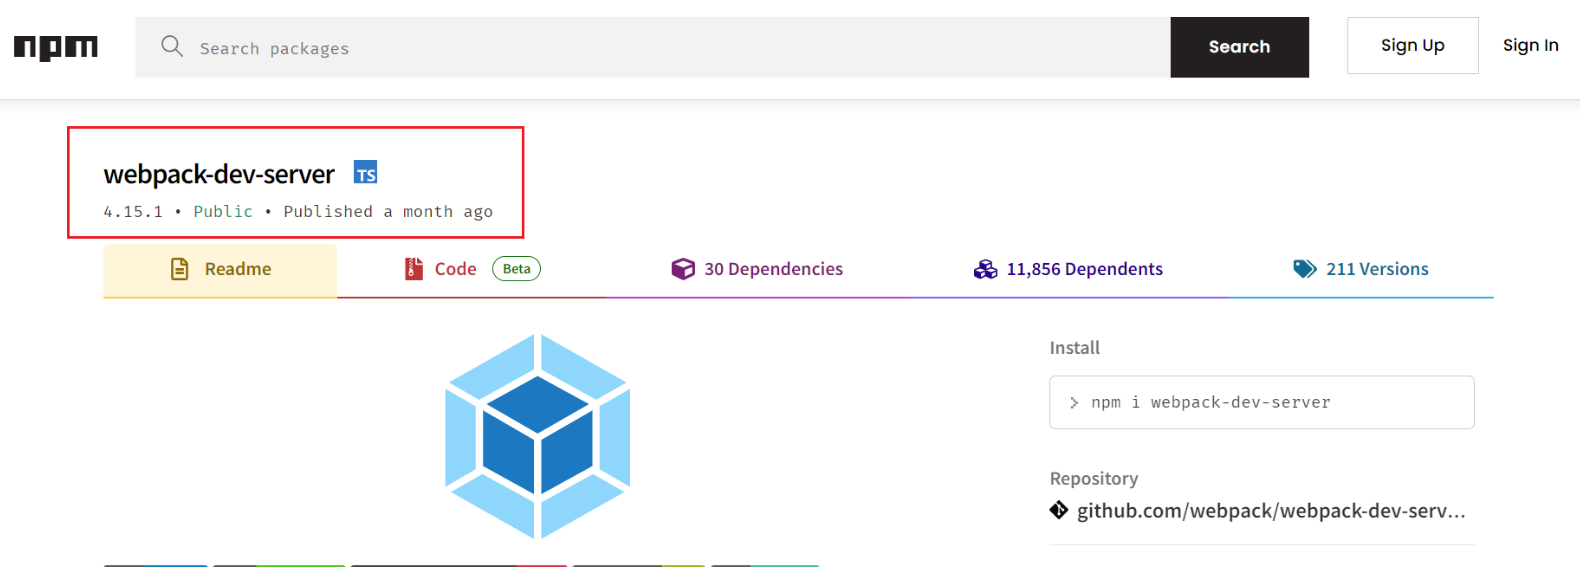 npm
Search packages
Search
Sign Up
Sign In
webpack-dev-server TS
4.15.1 • Public • Published a month ago
Readme
Code Beta
30 Dependencies
11,856 Dependents
211 Versions
Install
> npm i webpack-dev-server
Repository
github.com/webpack/webpack-dev-serv...